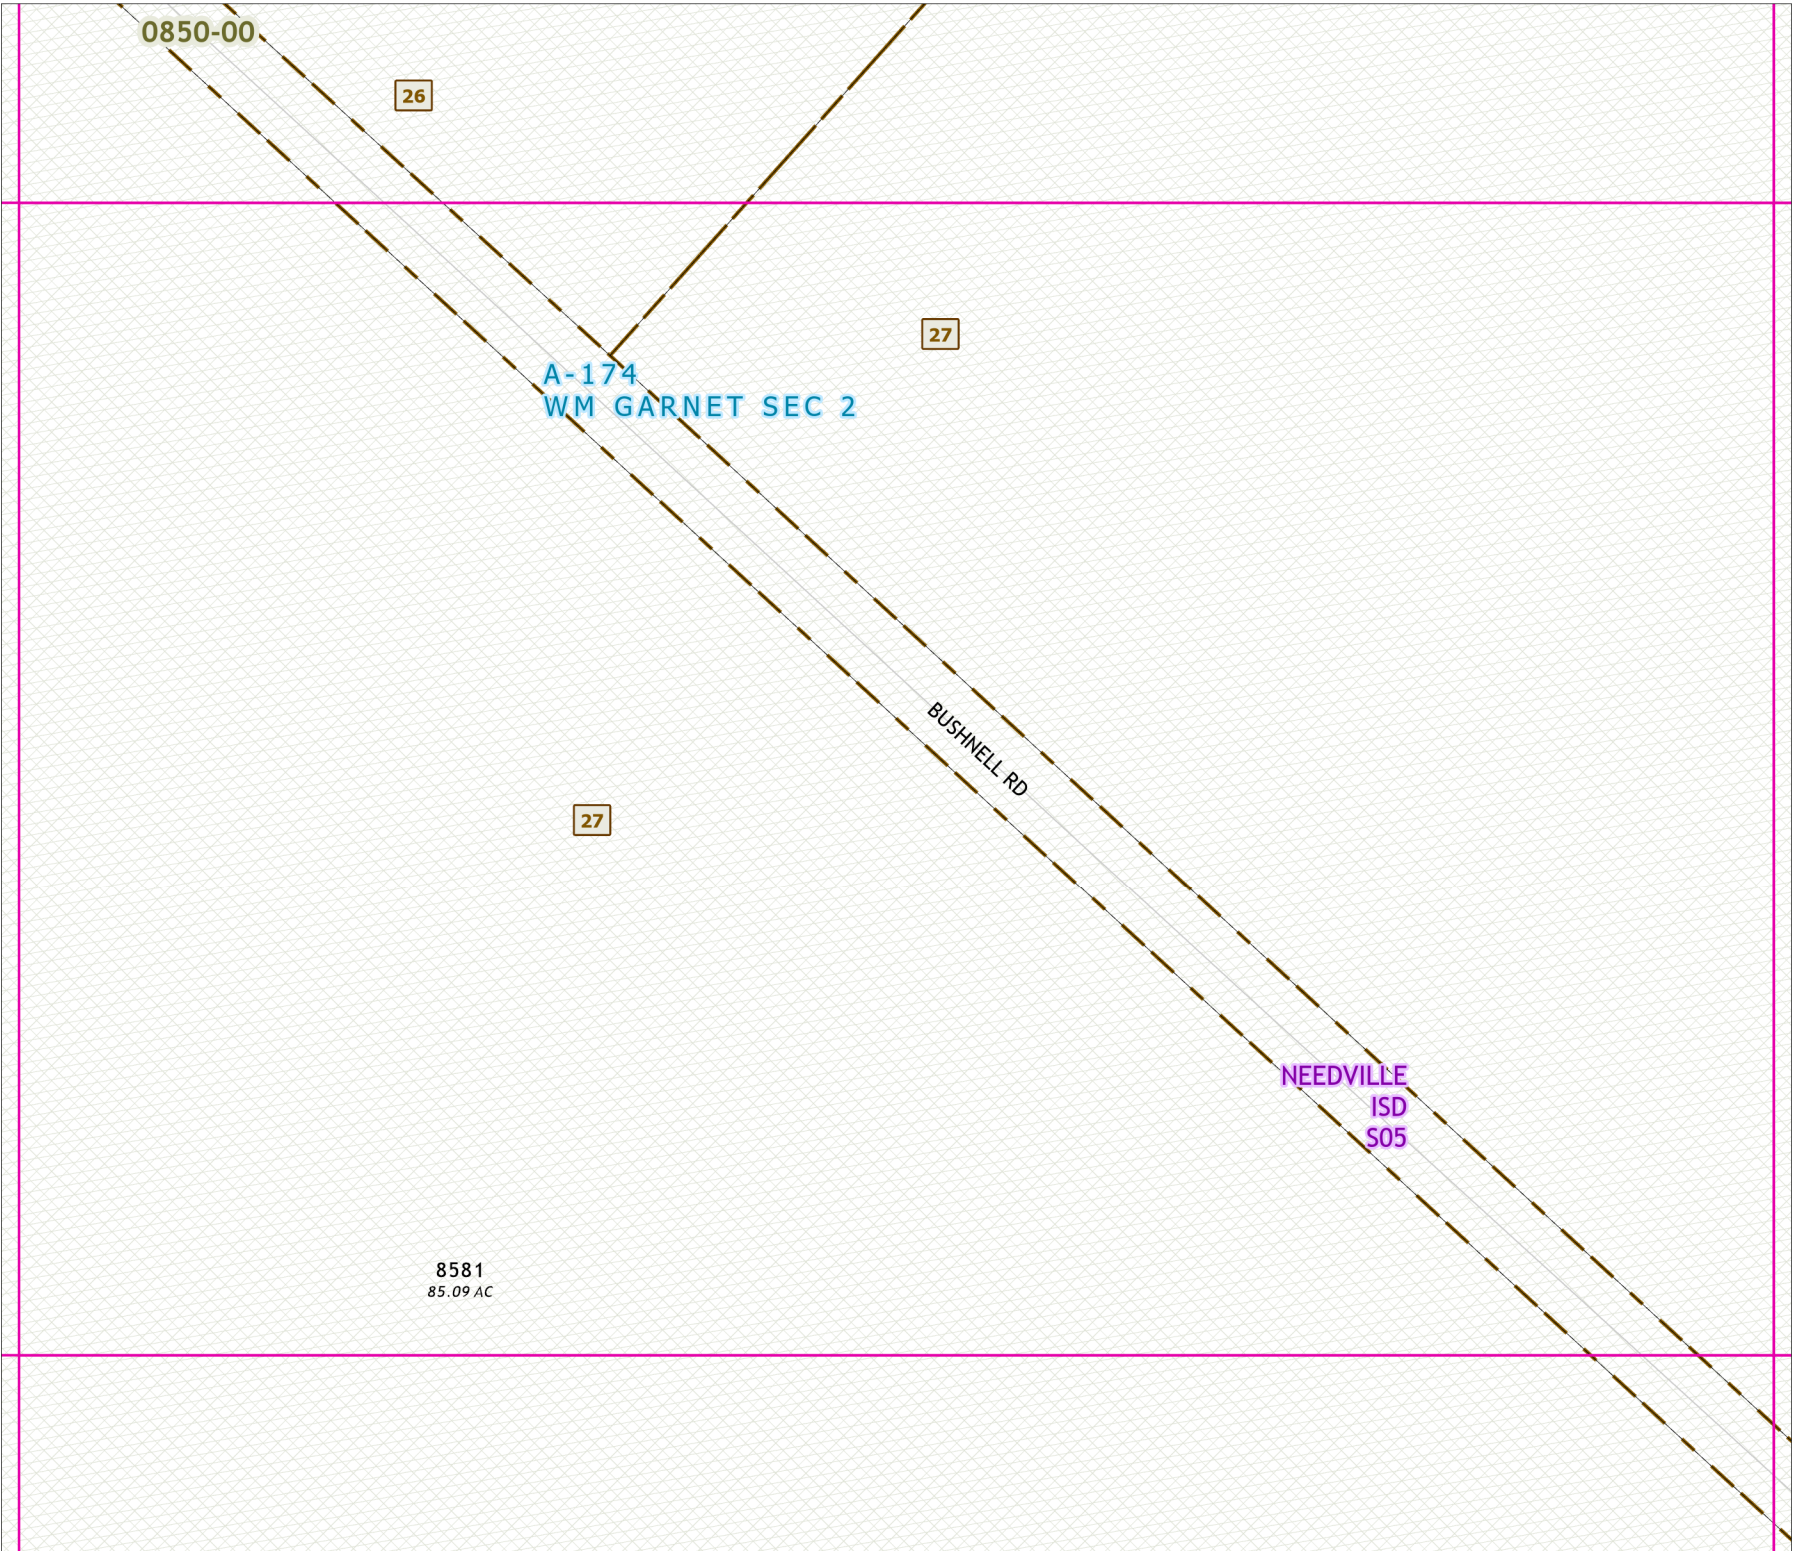 0850-00
26
27
A-174
WM GARNET SEC 2
BUSHNELL RD
27
NEEDVILLE
ISD
S05
8581
85.09 AC